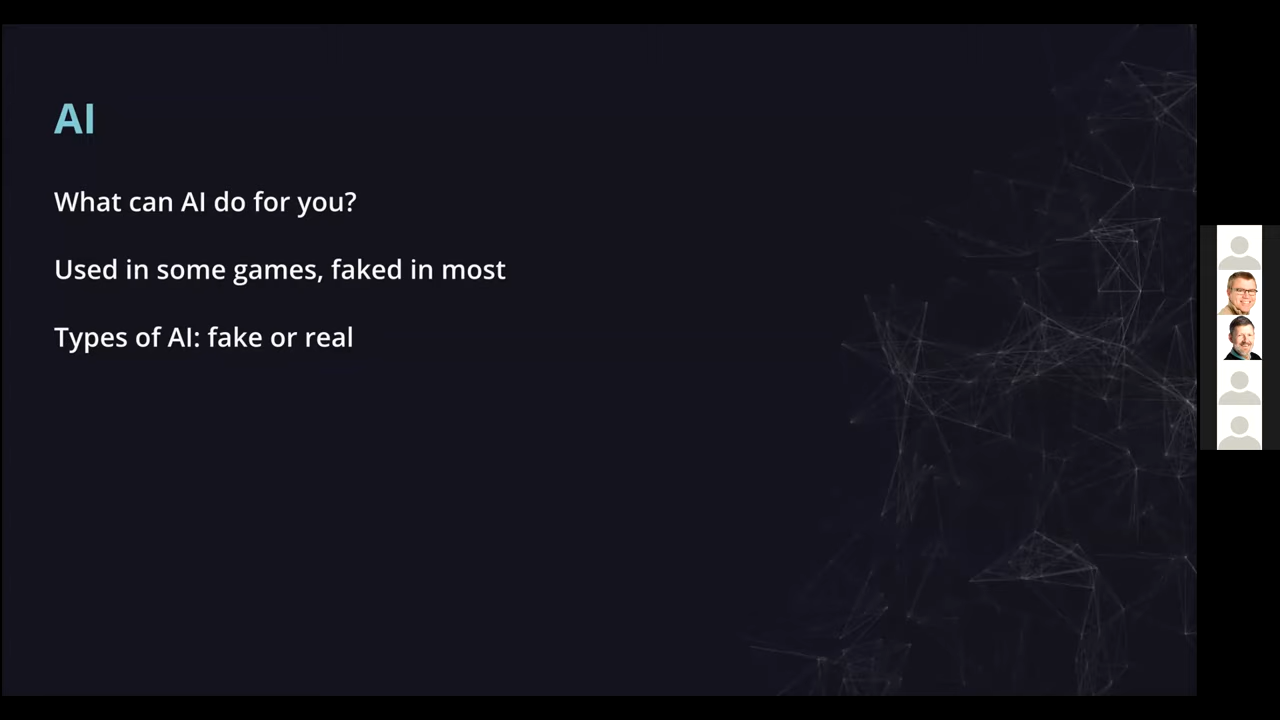 AI
What can AI do for you?
Used in some games, faked in most
Types of AI: fake or real